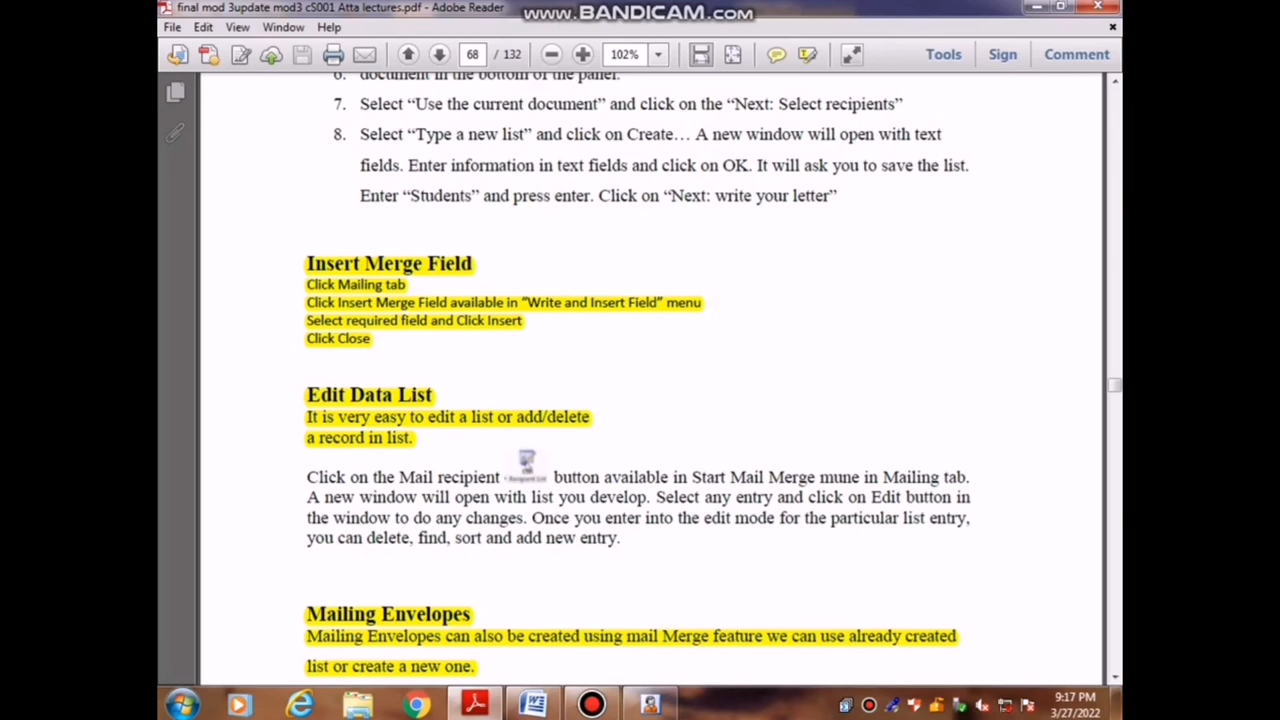 final mod 3update mod3 cS001 Atta lectures.pdf - Adobe Reader
www.BANDICAM.com
File Edit View Window Help
68 / 132 102% Tools Sign Comment
6. document in the bottom of the panel.
7. Select “Use the current document” and click on the “Next: Select recipients”
8. Select “Type a new list” and click on Create… A new window will open with text
fields. Enter information in text fields and click on OK. It will ask you to save the list.
Enter “Students” and press enter. Click on “Next: write your letter”
Insert Merge Field
Click Mailing tab
Click Insert Merge Field available in “Write and Insert Field” menu
Select required field and Click Insert
Click Close
Edit Data List
It is very easy to edit a list or add/delete
a record in list.
Click on the Mail recipient button available in Start Mail Merge mune in Mailing tab.
A new window will open with list you develop. Select any entry and click on Edit button in
the window to do any changes. Once you enter into the edit mode for the particular list entry,
you can delete, find, sort and add new entry.
Mailing Envelopes
Mailing Envelopes can also be created using mail Merge feature we can use already created
list or create a new one.
9:17 PM
3/27/2022